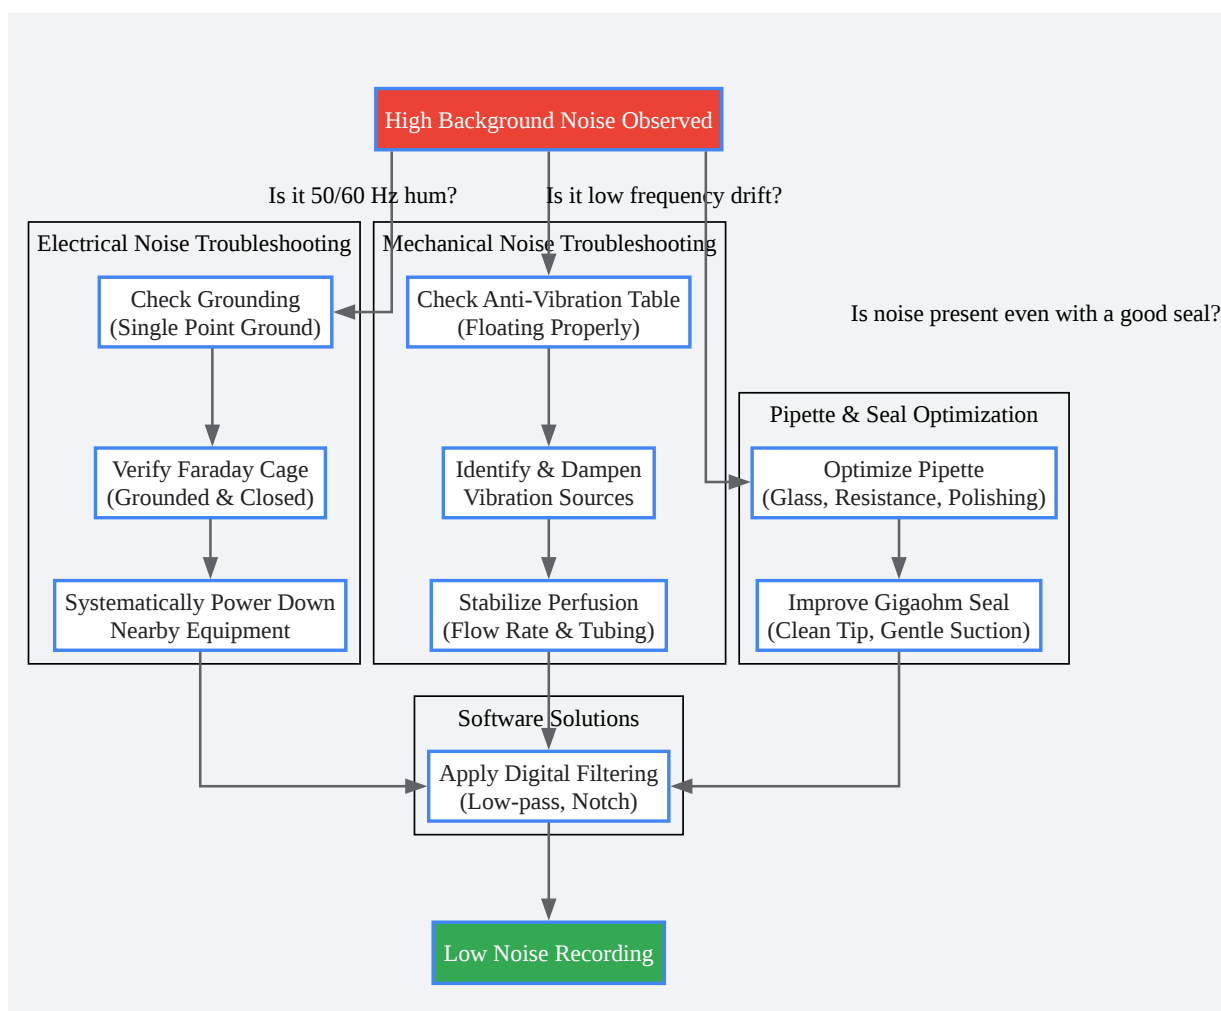 High Background Noise Observed
Is it 50/60 Hz hum?
Is it low frequency drift?
Is noise present even with a good seal?
Electrical Noise Troubleshooting
Check Grounding
(Single Point Ground)
Verify Faraday Cage
(Grounded & Closed)
Systematically Power Down
Nearby Equipment
Mechanical Noise Troubleshooting
Check Anti-Vibration Table
(Floating Properly)
Identify & Dampen
Vibration Sources
Stabilize Perfusion
(Flow Rate & Tubing)
Pipette & Seal Optimization
Optimize Pipette
(Glass, Resistance, Polishing)
Improve Gigaohm Seal
(Clean Tip, Gentle Suction)
Software Solutions
Apply Digital Filtering
(Low-pass, Notch)
Low Noise Recording